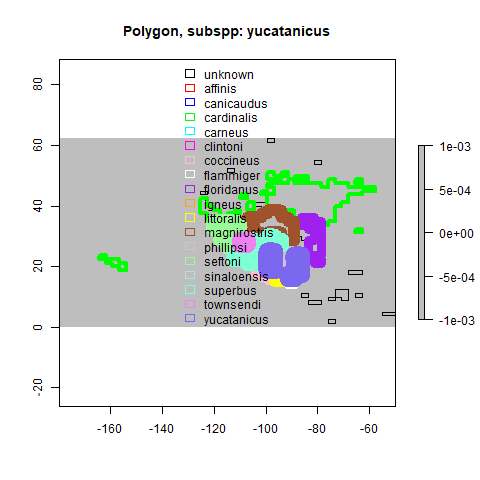 Polygon, subspp: yucatanicus
unknown
affinis
canicaudus
cardinalis
carneus
clintoni
coccineus
flammiger
floridanus
igneus
littoralis
magnirostris
phillipsi
seftoni
sinaloensis
superbus
townsendi
yucatanicus
80
60
40
20
0
-20
-160
-140
-120
-100
-80
-60
1e-03
5e-04
0e+00
-5e-04
-1e-03